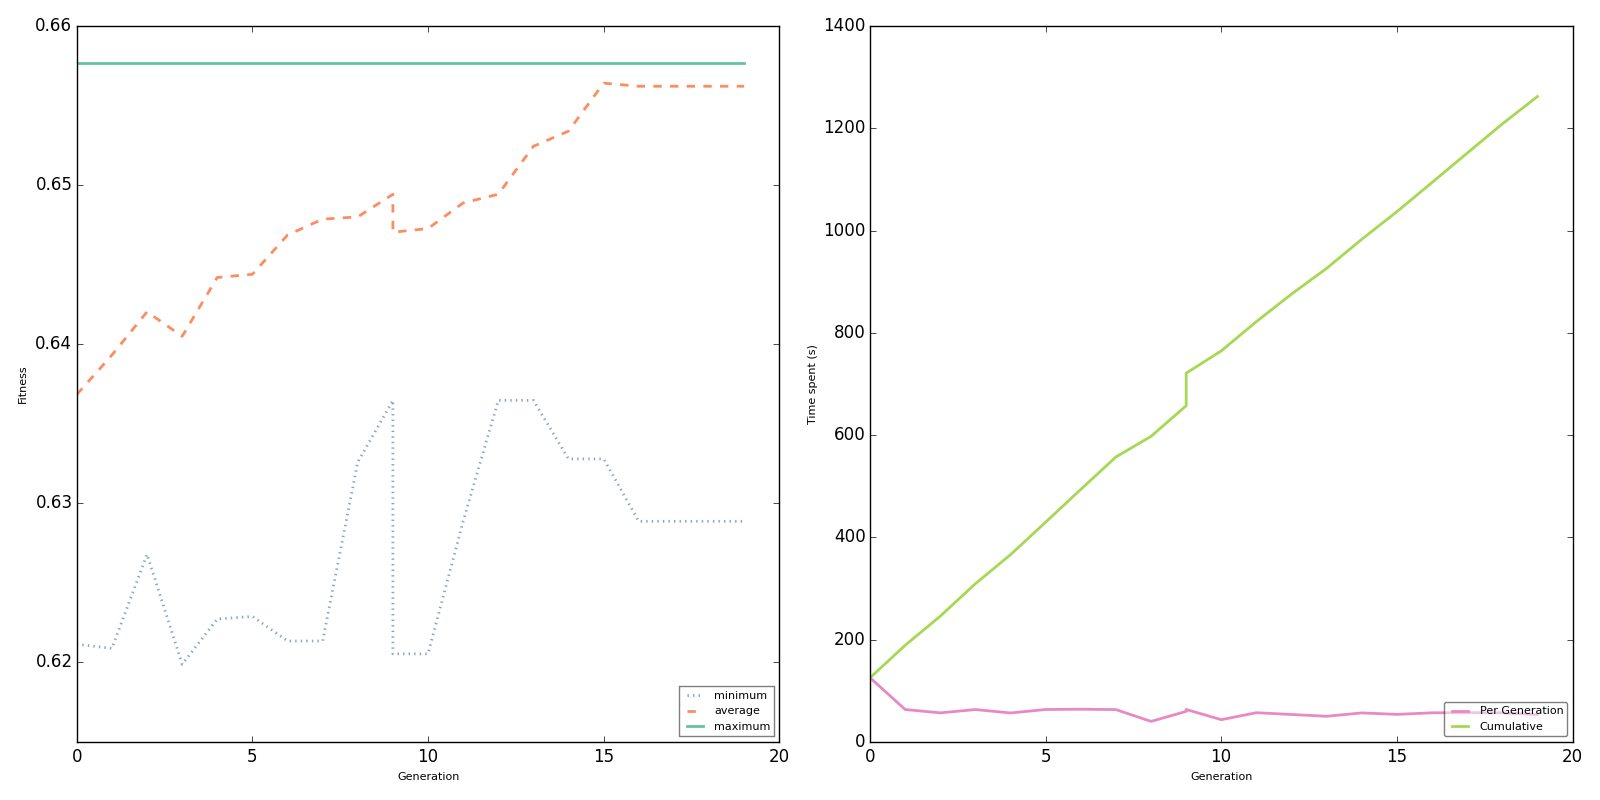 0.66
0.65
0.64
0.63
0.62
Fitness
0
5
10
15
20
Generation
minimum
average
maximum
1400
1200
1000
800
600
400
200
0
Time spent (s)
0
5
10
15
20
Generation
Per Generation
Cumulative